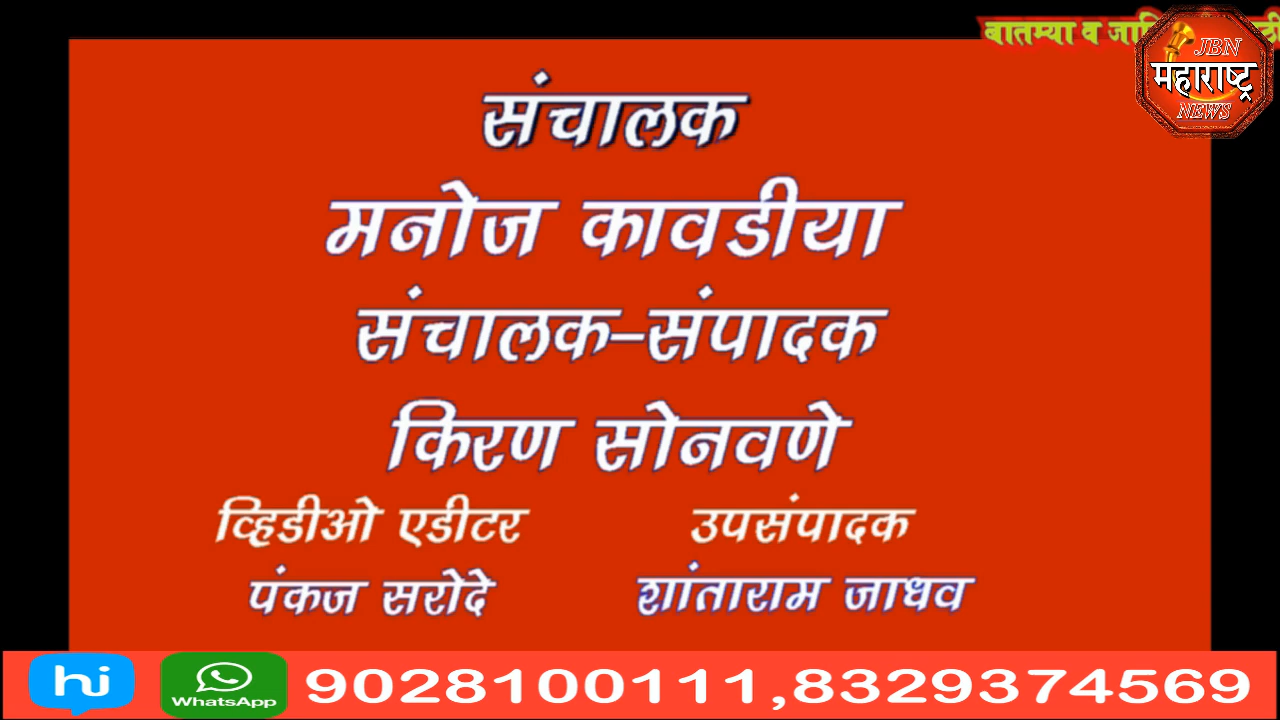 बातम्या व
JBN
महाराष्ट्र
NEWS
संचालक
मनोज कावडीया
संचालक–संपादक
किरण सोनवणे
व्हिडीओ एडीटर उपसंपादक
पंकज सरोदे शांताराम जाधव
hi WhatsApp 9028100111,8329374569